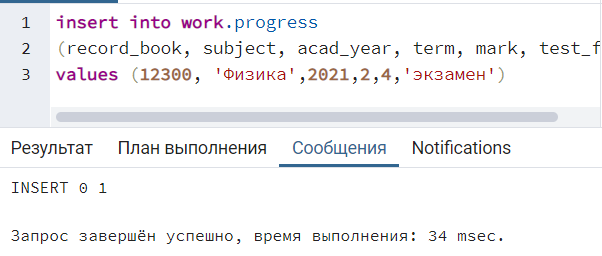 1 insert into work.progress
2 (record_book, subject, acad_year, term, mark, test_f
3 values (12300, 'Физика',2021,2,4,'экзамен')
Результат План выполнения Сообщения Notifications
INSERT 0 1
Запрос завершён успешно, время выполнения: 34 msec.